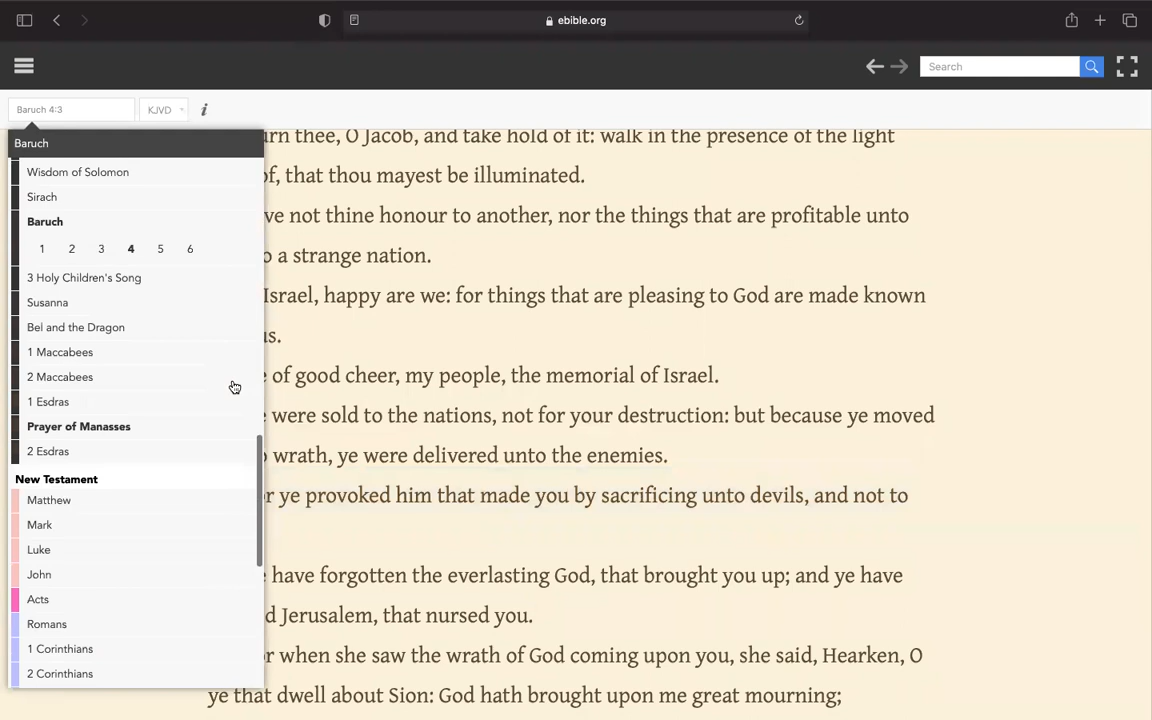 ebible.org
Search
Baruch 4:3
KJVD
i
Baruch
Wisdom of Solomon
Sirach
Baruch
1 2 3 4 5 6
3 Holy Children's Song
Susanna
Bel and the Dragon
1 Maccabees
2 Maccabees
1 Esdras
Prayer of Manasses
2 Esdras
New Testament
Matthew
Mark
Luke
John
Acts
Romans
1 Corinthians
2 Corinthians
thee, O Jacob, and take hold of it: walk in the presence of the light
that thou mayest be illuminated.
not thine honour to another, nor the things that are profitable unto
a strange nation.
Israel, happy are we: for things that are pleasing to God are made known
us.
of good cheer, my people, the memorial of Israel.
were sold to the nations, not for your destruction: but because ye moved
wrath, ye were delivered unto the enemies.
ye provoked him that made you by sacrificing unto devils, and not to
have forgotten the everlasting God, that brought you up; and ye have
Jerusalem, that nursed you.
when she saw the wrath of God coming upon you, she said, Hearken, O
ye that dwell about Sion: God hath brought upon me great mourning;